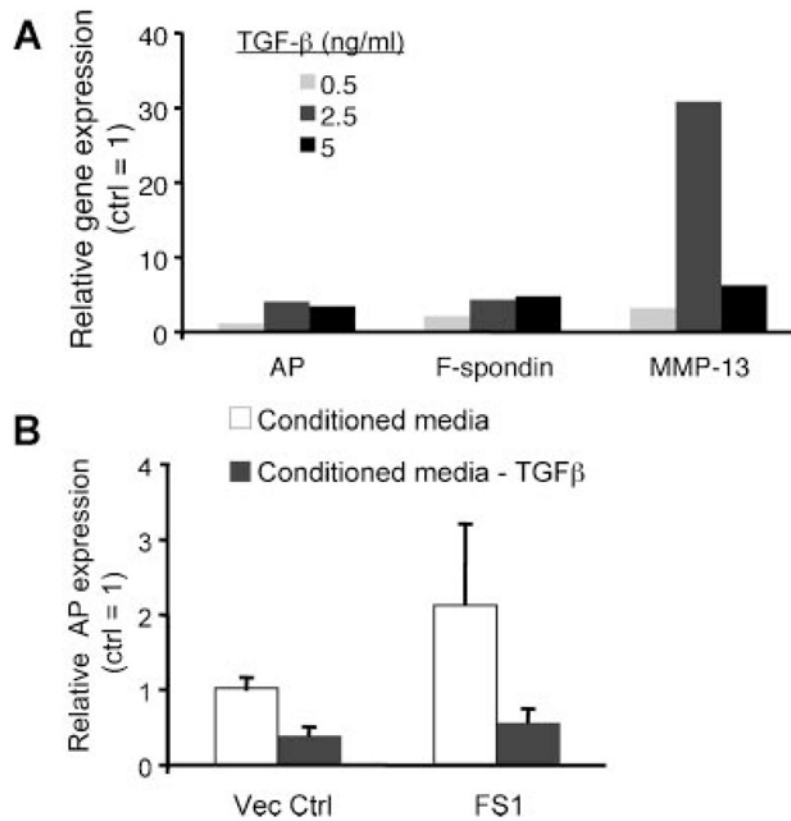 A
Relative gene expression
(ctrl = 1)
40
30
20
10
0
TGF-β (ng/ml)
0.5
2.5
5
AP F-spondin MMP-13
B
Conditioned media
Conditioned media - TGFβ
Relative AP expression
(ctrl = 1)
4
3
2
1
0
Vec Ctrl FS1